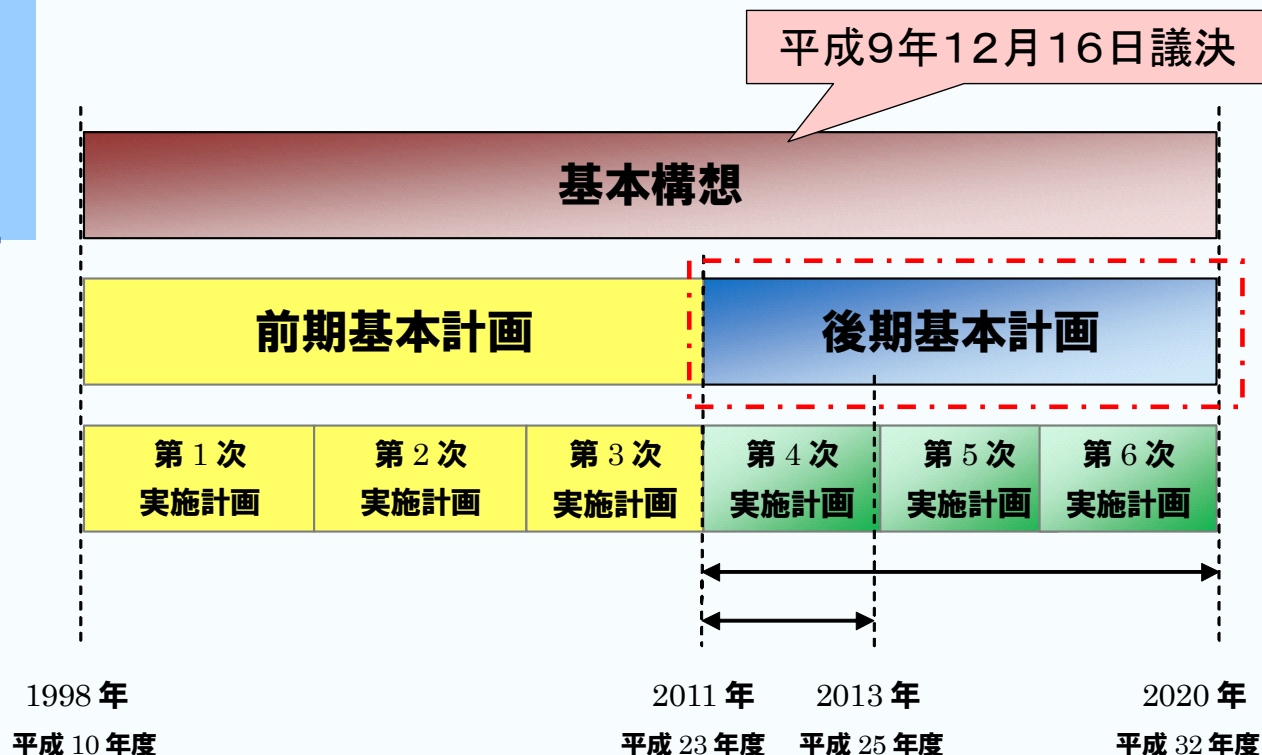 平成9年12月16日議決
基本構想
前期基本計画
後期基本計画
第1次
実施計画
第2次
実施計画
第3次
実施計画
第4次
実施計画
第5次
実施計画
第6次
実施計画
1998年
平成10年度
2011年
平成23年度
2013年
平成25年度
2020年
平成32年度